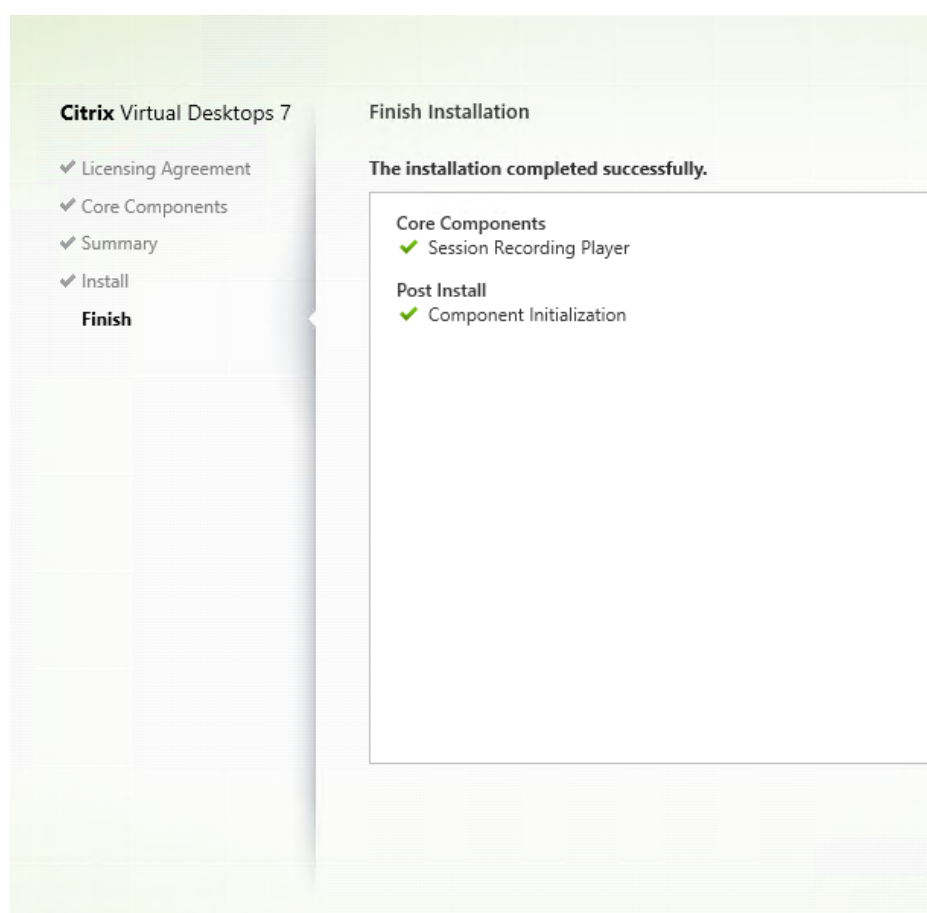 Citrix Virtual Desktops 7
Licensing Agreement
Core Components
Summary
Install
Finish
Finish Installation
The installation completed successfully.
Core Components
Session Recording Player
Post Install
Component Initialization